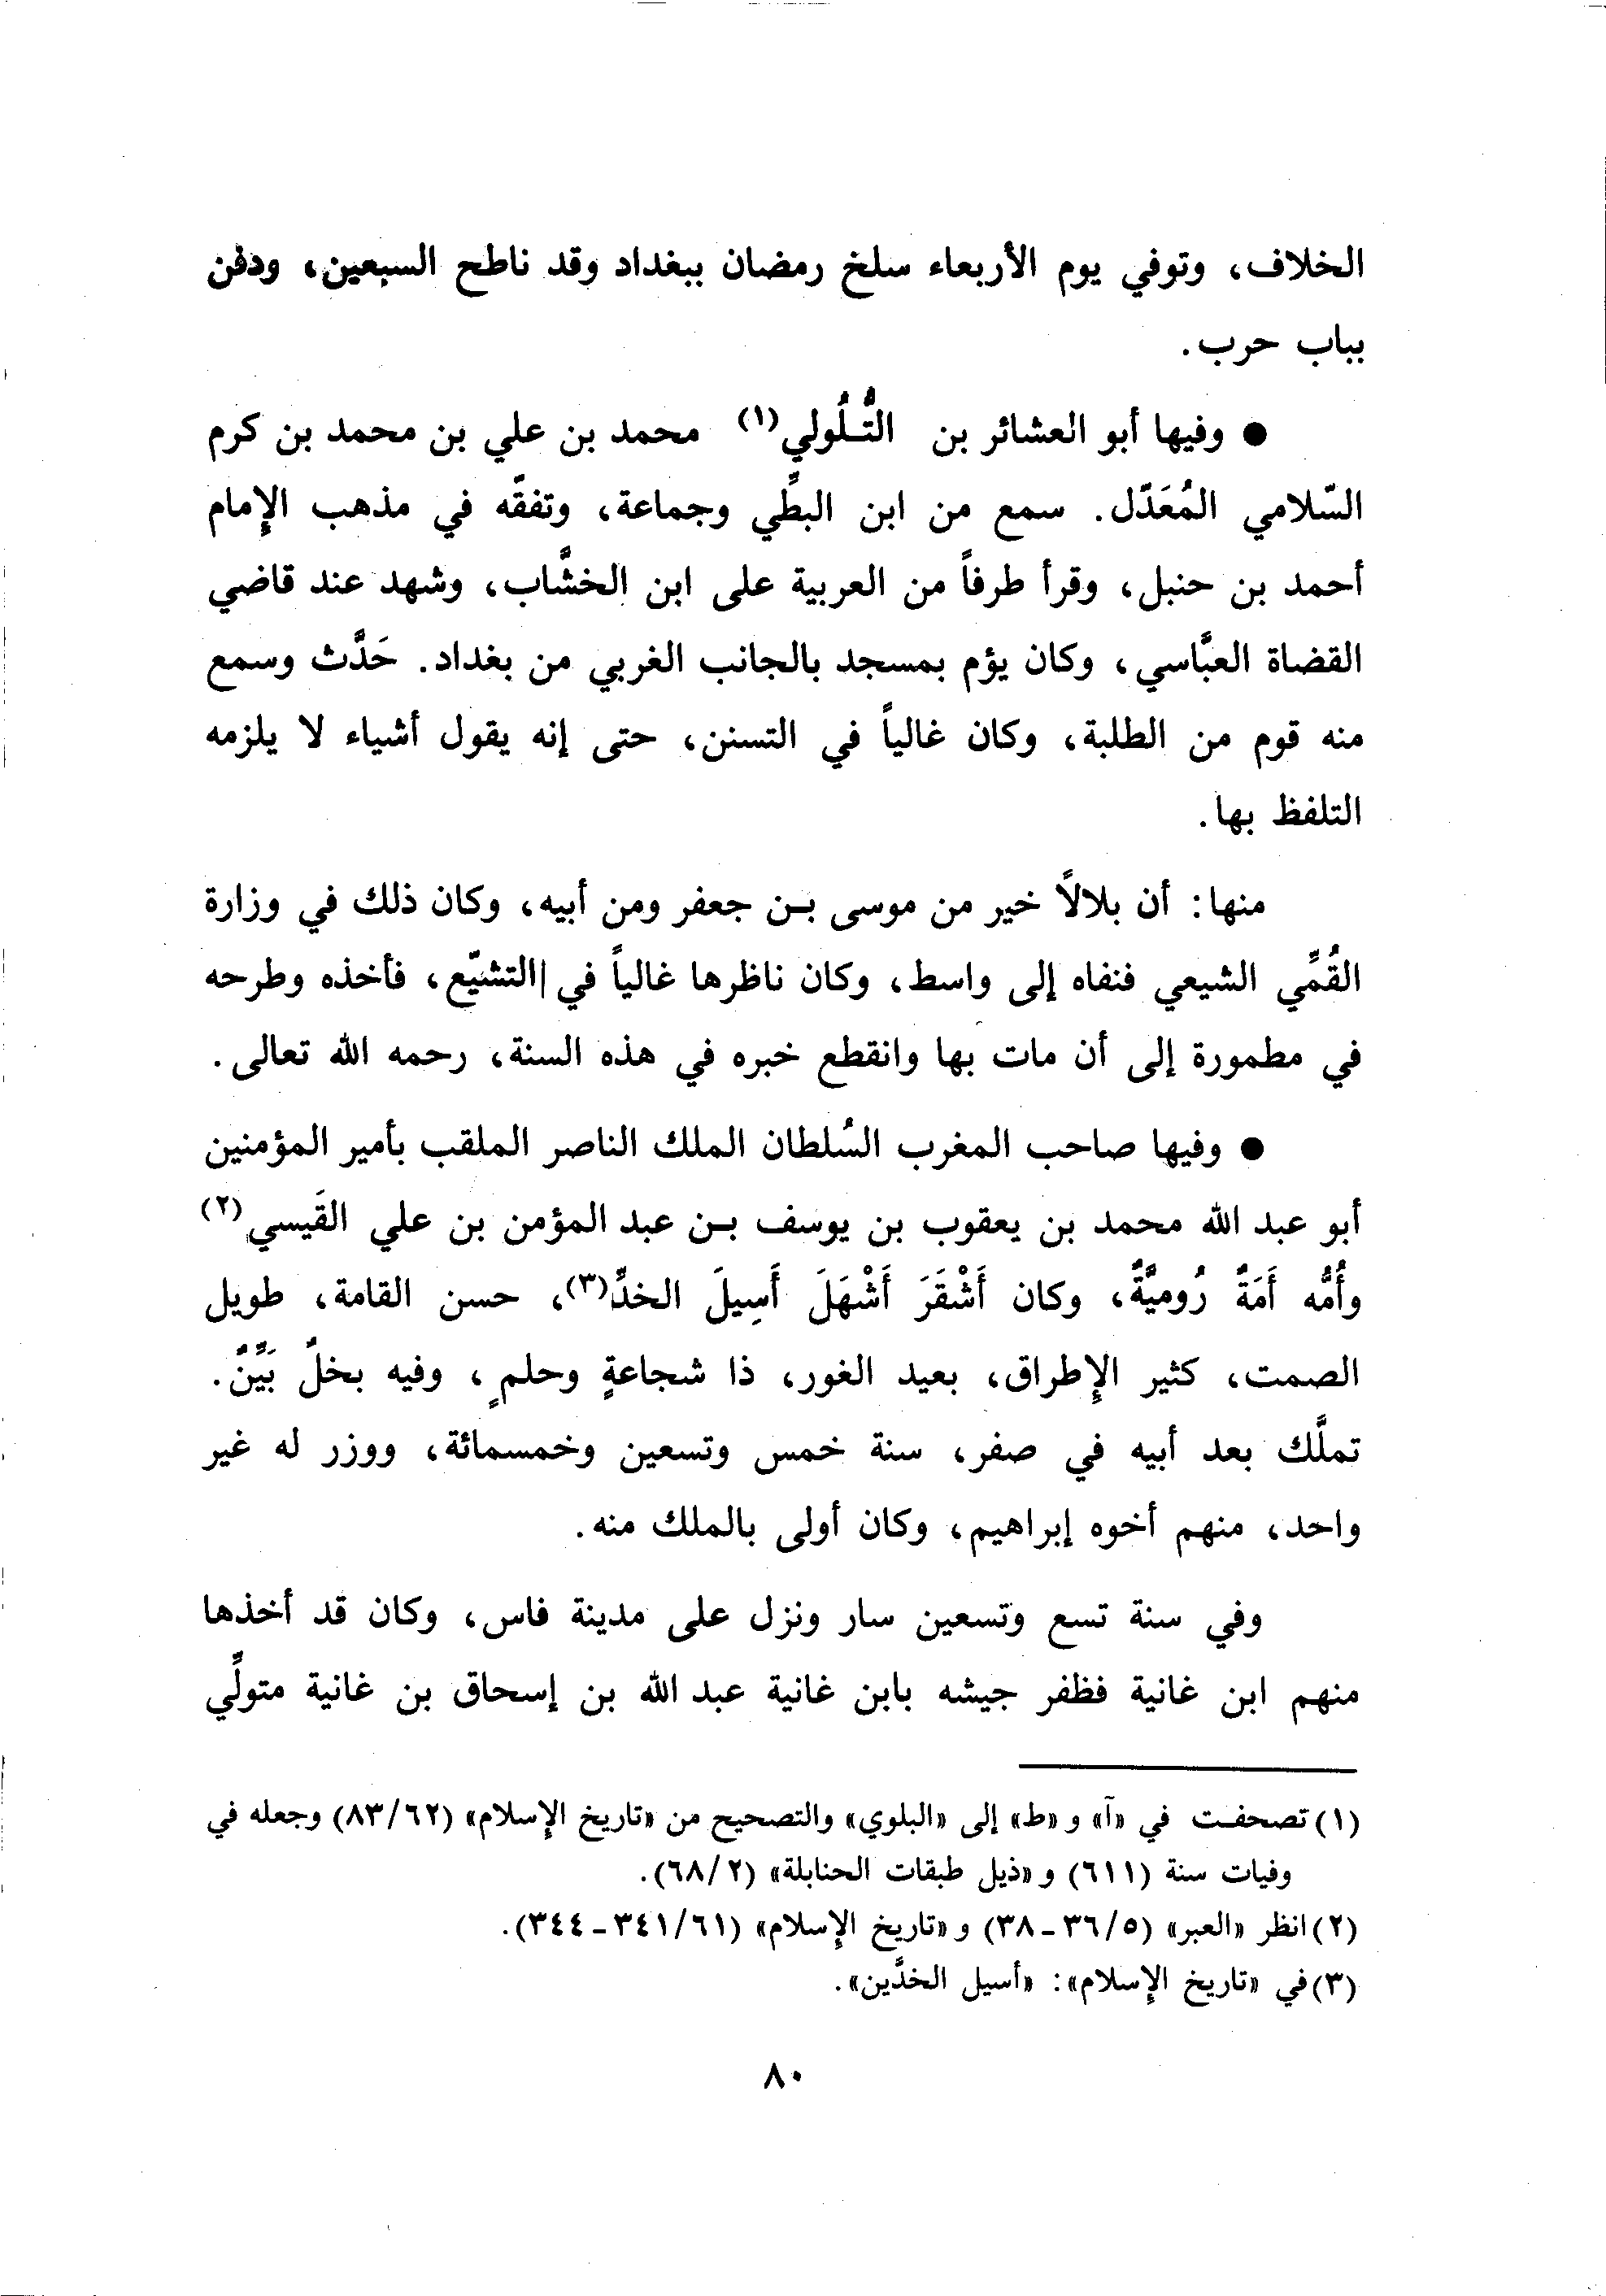 الخلاف، وتوفي يوم الأربعاء سلخ رمضان ببغداد وقد ناطح السبعين، ودفن
بباب حرب.
● وفيها أبو العشائر بن التُّـلُولي(١) محمد بن علي بن محمد بن كرم
السّلامي المُعَدّل. سمع من ابن البطِّي وجماعة، وتفقّه في مذهب الإمام
أحمد بن حنبل، وقرأ طرفاً من العربية على ابن الخشَّاب، وشهد عند قاضي
القضاة العبَّاسي، وكان يؤم بمسجد بالجانب الغربي من بغداد. حَدَّث وسمع
منه قوم من الطلبة، وكان غالياً في التسنن، حتى إنه يقول أشياء لا يلزمه
التلفظ بها.
منها: أن بلالاً خير من موسى بـن جعفر ومن أبيه، وكان ذلك في وزارة
القُمِّي الشيعي فنفاه إلى واسط، وكان ناظرها غالياً في التشيّع، فأخذه وطرحه
في مطمورة إلى أن مات بها وانقطع خبره في هذه السنة، رحمه الله تعالى.
● وفيها صاحب المغرب السُلطان الملك الناصر الملقب بأمير المؤمنين
أبو عبد الله محمد بن يعقوب بن يوسف بـن عبد المؤمن بن علي القَيسي(٢)
وأُمُّه أَمَةٌ رُوميَّةٌ، وكان أَشْقَرَ أَشْهَلَ أَسِيلَ الخدِّ(٣)، حسن القامة، طويل
الصمت، كثير الإطراق، بعيد الغور، ذا شجاعةٍ وحلمٍ، وفيه بخلٌ بَيِّنٌ.
تملَّك بعد أبيه في صفر، سنة خمس وتسعين وخمسمائة، ووزر له غير
واحد، منهم أخوه إبراهيم، وكان أولى بالملك منه.
وفي سنة تسع وتسعين سار ونزل على مدينة فاس، وكان قد أخذها
منهم ابن غانية فظفر جيشه بابن غانية عبد الله بن إسحاق بن غانية متولِّي
(١) تصحفـت في «آ» و «ط» إلى «البلوي» والتصحيح من «تاريخ الإسلام» (٨٣/٦٢) وجعله في
وفيات سنة (٦١١) و «ذيل طبقات الحنابلة» (٦٨/٢).
(٢) انظر «العبر» (٣٦/٥ - ٣٨) و «تاريخ الإسلام» (٣٤١/٦١ - ٣٤٤).
(٣) في «تاريخ الإسلام»: «أسيل الخدَّين».
٨٠